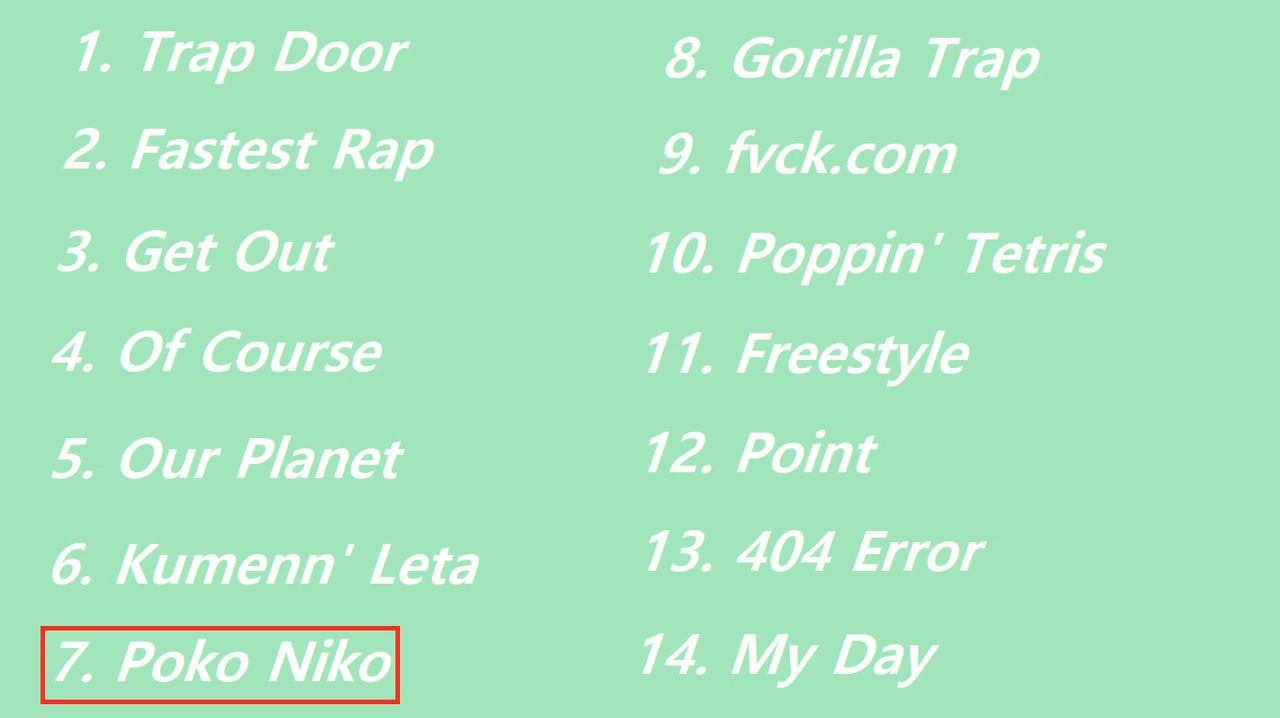 1. Trap Door
2. Fastest Rap
3. Get Out
4. Of Course
5. Our Planet
6. Kumenn' Leta
7. Poko Niko
8. Gorilla Trap
9. fvck.com
10. Poppin' Tetris
11. Freestyle
12. Point
13. 404 Error
14. My Day